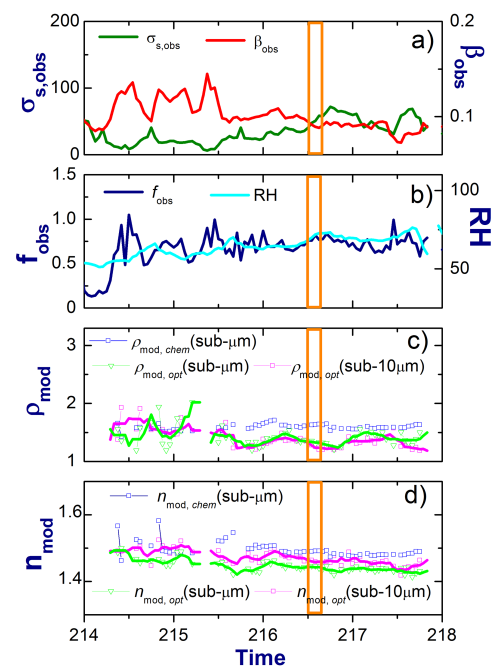 200 0.2
σs,obs βobs a)
100 0.1
0
σs,obs βobs
1.5
fobs RH b) 100
1.0
0.5 50
0.0
fobs RH
3 ρmod, chem(sub-μm) c)
ρmod, opt(sub-μm) ρmod, opt(sub-10μm)
2
1
ρmod
nmod, chem(sub-μm) d)
1.6
1.4
nmod, opt(sub-μm) nmod, opt(sub-10μm)
nmod
214 215 216 217 218
Time